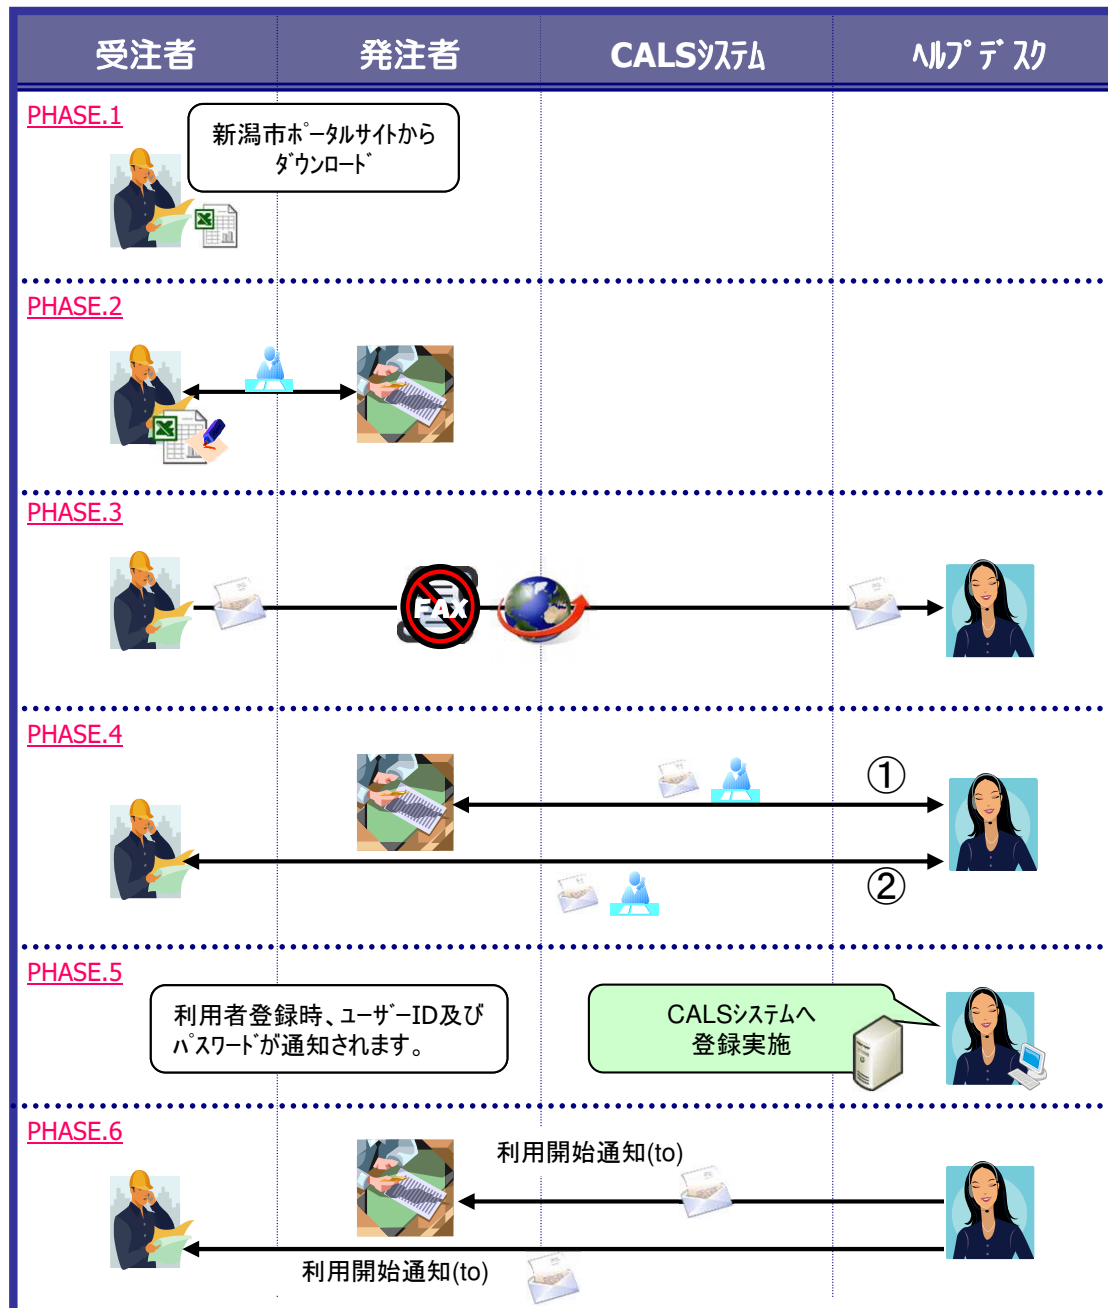 受注者
発注者
CALSｼｽﾃﾑ
ﾍﾙﾌﾟﾃﾞｽｸ
PHASE.1
新潟市ﾎﾟｰﾀﾙｻｲﾄから
ﾀﾞｳﾝﾛｰﾄﾞ
PHASE.2
PHASE.3
FAX
PHASE.4
①
②
PHASE.5
利用者登録時、ﾕｰｻﾞｰID及び
ﾊﾟｽﾜｰﾄﾞが通知されます。
CALSｼｽﾃﾑへ
登録実施
PHASE.6
利用開始通知(to)
利用開始通知(to)